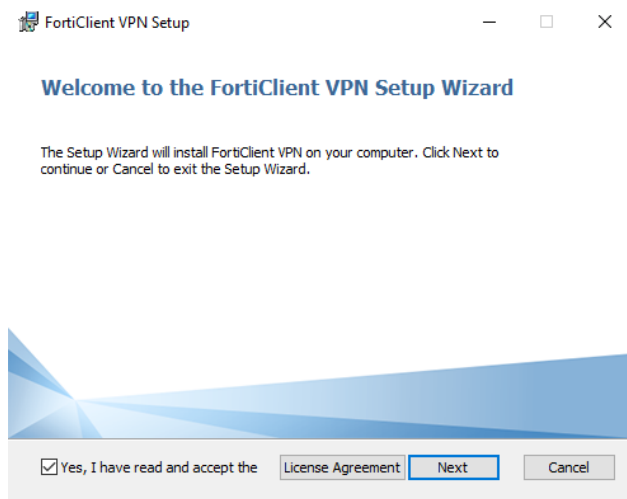 FortiClient VPN Setup
Welcome to the FortiClient VPN Setup Wizard
The Setup Wizard will install FortiClient VPN on your computer. Click Next to
continue or Cancel to exit the Setup Wizard.
Yes, I have read and accept the License Agreement Next Cancel